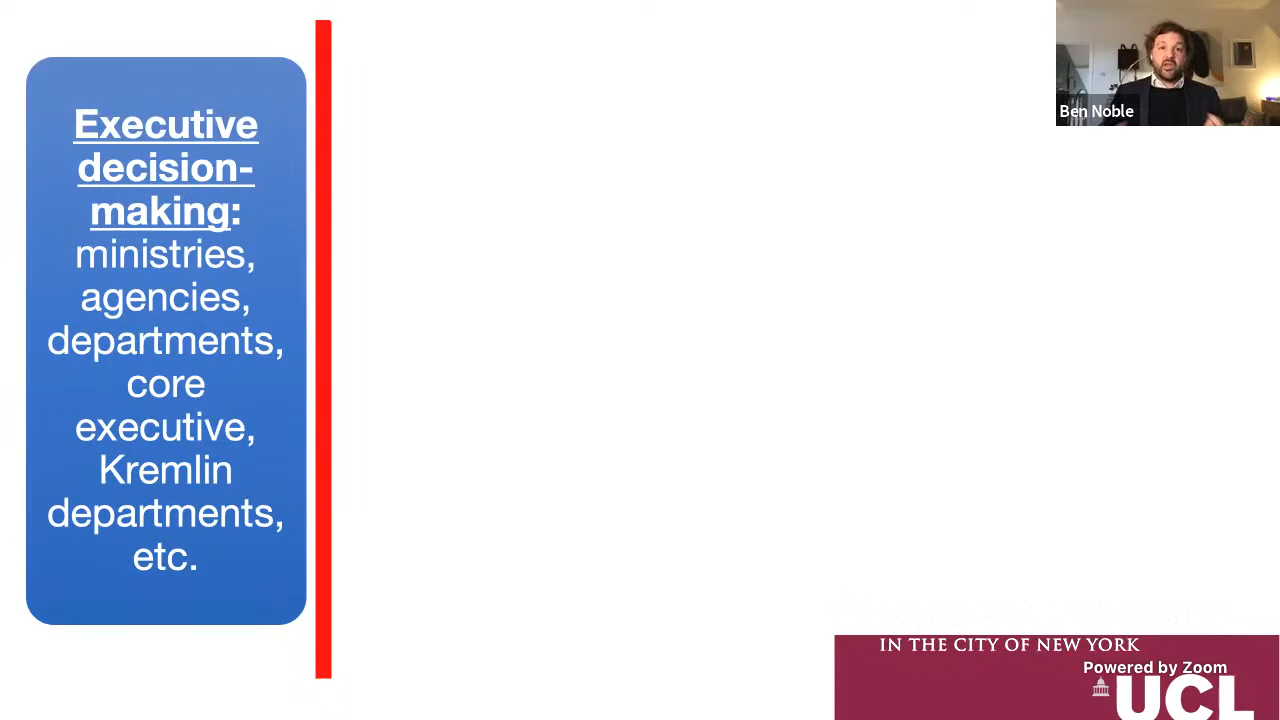 Executive
decision-
making:
ministries,
agencies,
departments,
core
executive,
Kremlin
departments,
etc.
Ben Noble
IN THE CITY OF NEW YORK
Powered by Zoom
UCL